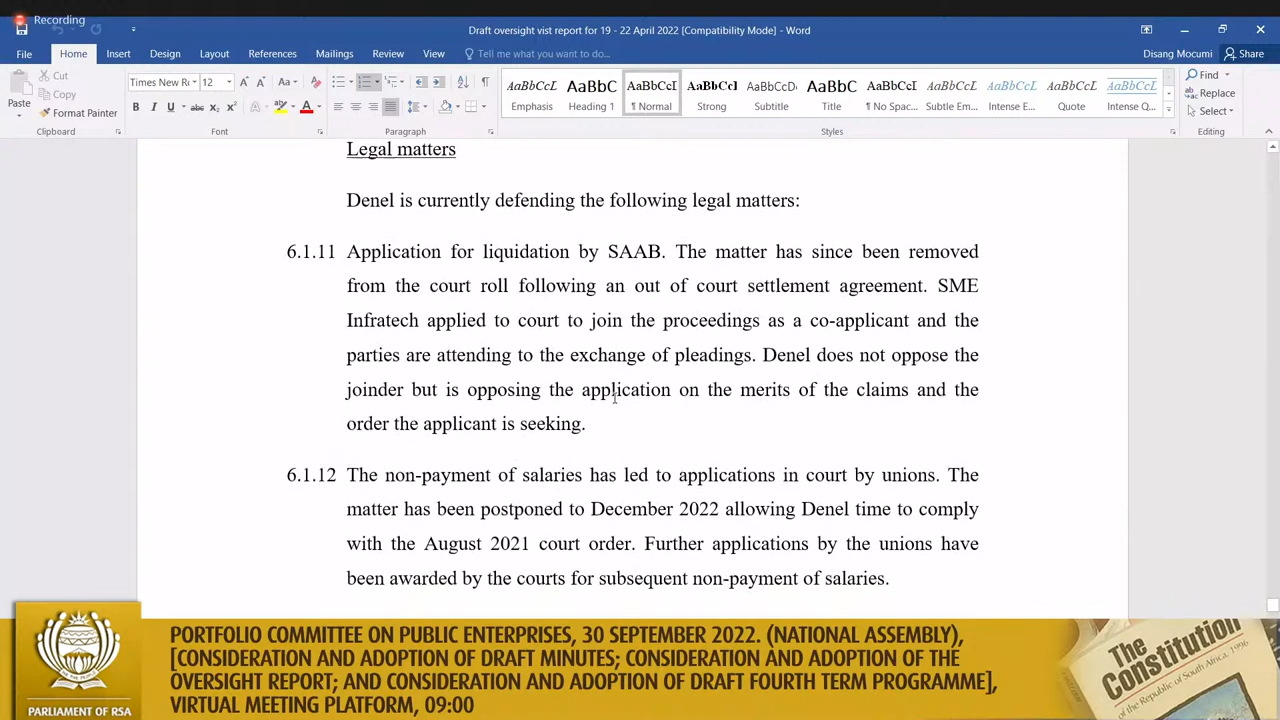 Recording
Draft oversight vist report for 19 - 22 April 2022 [Compatibility Mode] - Word
File Home Insert Design Layout References Mailings Review View Tell me what you want to do... Disang Mocumi Share
Paste Cut Copy Format Painter
Times New R 12
AaBbCcL AaBbC AaBbCcI AaBbCcI AaBbCcD AaBbC AaBbCcI AaBbCcI AaBbCcL AaBbCcL AaBbCcL
Emphasis Heading 1 ¶ Normal Strong Subtitle Title ¶ No Spac... Subtle Em... Intense E... Quote Intense Q...
Find Replace Select
Clipboard Font Paragraph Styles Editing
Legal matters
Denel is currently defending the following legal matters:
6.1.11 Application for liquidation by SAAB. The matter has since been removed
from the court roll following an out of court settlement agreement. SME
Infratech applied to court to join the proceedings as a co-applicant and the
parties are attending to the exchange of pleadings. Denel does not oppose the
joinder but is opposing the application on the merits of the claims and the
order the applicant is seeking.
6.1.12 The non-payment of salaries has led to applications in court by unions. The
matter has been postponed to December 2022 allowing Denel time to comply
with the August 2021 court order. Further applications by the unions have
been awarded by the courts for subsequent non-payment of salaries.
PORTFOLIO COMMITTEE ON PUBLIC ENTERPRISES, 30 SEPTEMBER 2022. (NATIONAL ASSEMBLY),
[CONSIDERATION AND ADOPTION OF DRAFT MINUTES; CONSIDERATION AND ADOPTION OF THE
OVERSIGHT REPORT; AND CONSIDERATION AND ADOPTION OF DRAFT FOURTH TERM PROGRAMME],
VIRTUAL MEETING PLATFORM, 09:00
PARLIAMENT OF RSA
The
Constitution
of the Republic of South Africa, 1996